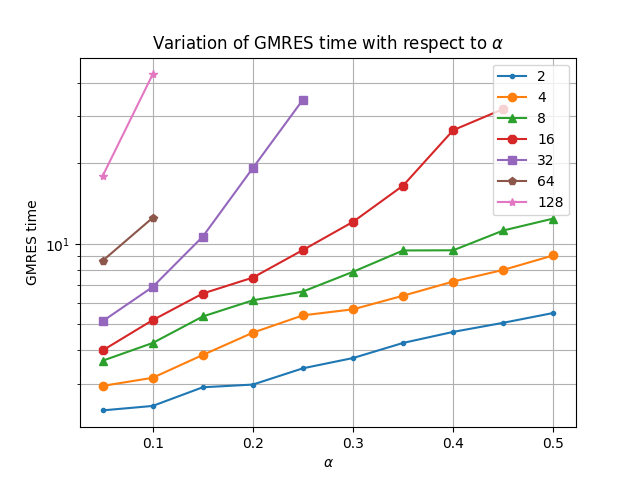 Variation of GMRES time with respect to α
GMRES time
10¹
2
4
8
16
32
64
128
0.1 0.2 0.3 0.4 0.5
α